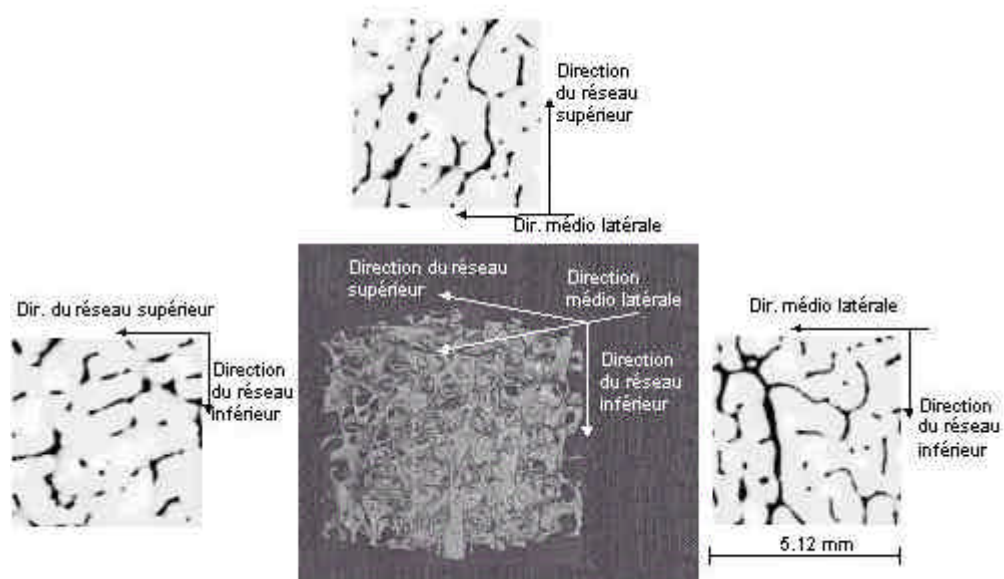 Direction
du réseau
supérieur
Dir. médio latérale
Direction du réseau
supérieur
Direction
médio latérale
Direction
du réseau
inférieur
Dir. du réseau supérieur
Direction
du réseau
inférieur
Dir. médio latérale
Direction
du réseau
inférieur
5.12 mm